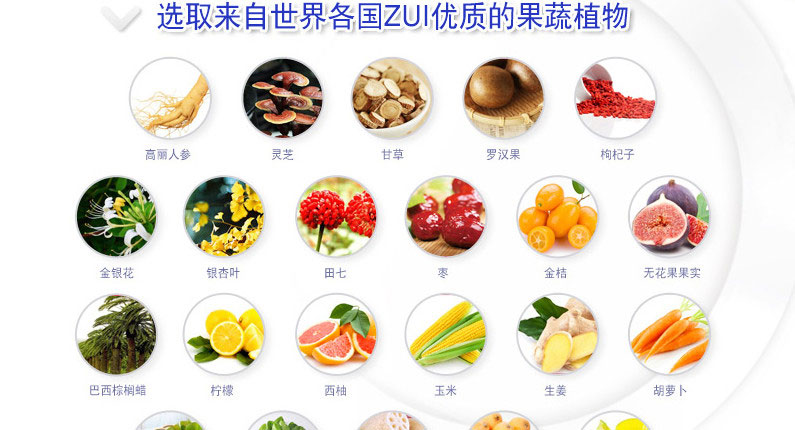 选取来自世界各国ZUI优质的果蔬植物
高丽人参 灵芝 甘草 罗汉果 枸杞子
金银花 银杏叶 田七 枣 金桔 无花果果实
巴西棕榈蜡 柠檬 西柚 玉米 生姜 胡萝卜